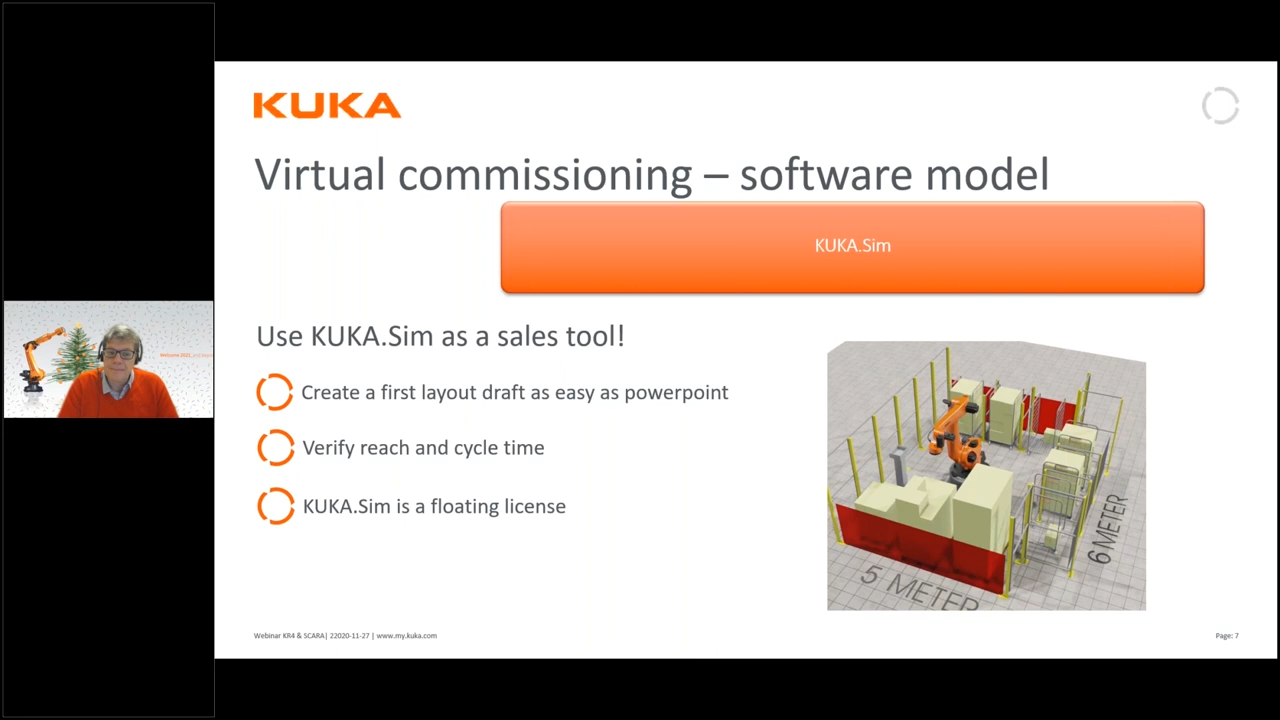 KUKA
Virtual commissioning – software model
KUKA.Sim
Use KUKA.Sim as a sales tool!
Create a first layout draft as easy as powerpoint
Verify reach and cycle time
KUKA.Sim is a floating license
5 METER
6 METER
Welcome 2021
Webinar KR4 & SCARA| 22020-11-27 | www.my.kuka.com
Page: 7